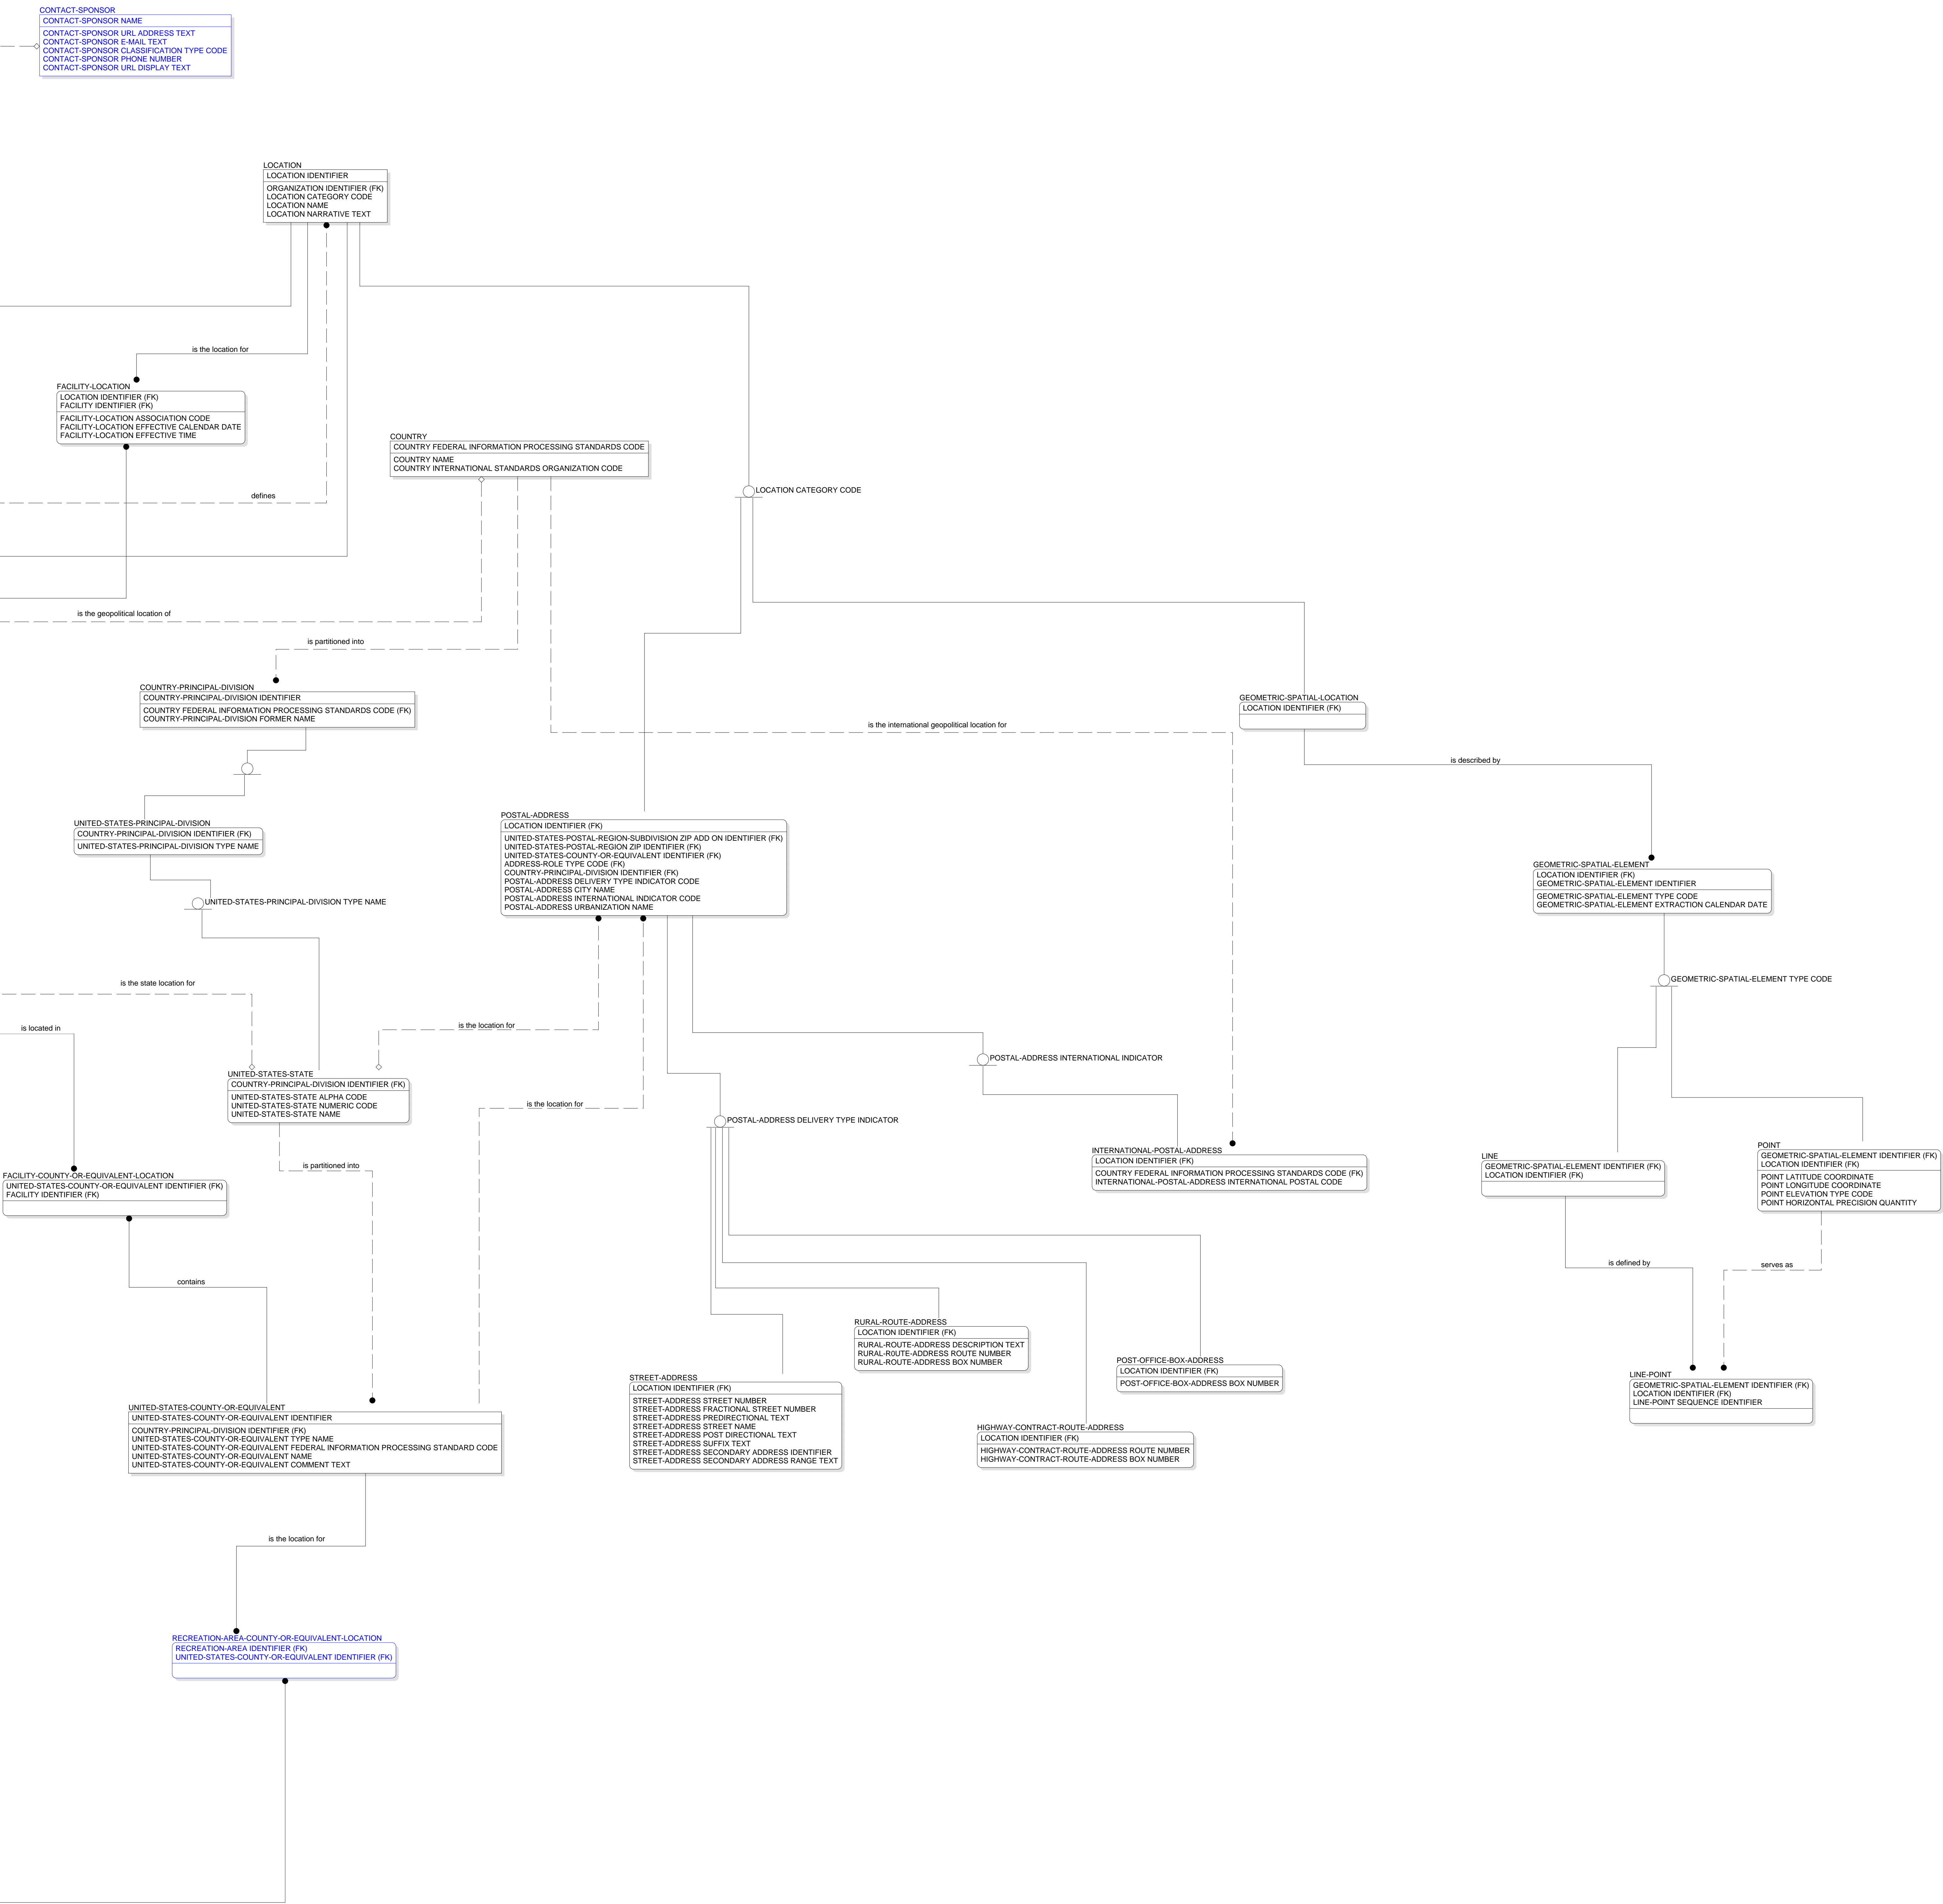 CONTACT-SPONSOR
CONTACT-SPONSOR NAME
CONTACT-SPONSOR URL ADDRESS TEXT
CONTACT-SPONSOR E-MAIL TEXT
CONTACT-SPONSOR CLASSIFICATION TYPE CODE
CONTACT-SPONSOR PHONE NUMBER
CONTACT-SPONSOR URL DISPLAY TEXT
LOCATION
LOCATION IDENTIFIER
ORGANIZATION IDENTIFIER (FK)
LOCATION CATEGORY CODE
LOCATION NAME
LOCATION NARRATIVE TEXT
is the location for
FACILITY-LOCATION
LOCATION IDENTIFIER (FK)
FACILITY IDENTIFIER (FK)
FACILITY-LOCATION ASSOCIATION CODE
FACILITY-LOCATION EFFECTIVE CALENDAR DATE
FACILITY-LOCATION EFFECTIVE TIME
COUNTRY
COUNTRY FEDERAL INFORMATION PROCESSING STANDARDS CODE
COUNTRY NAME
COUNTRY INTERNATIONAL STANDARDS ORGANIZATION CODE
defines
LOCATION CATEGORY CODE
is the geopolitical location of
is partitioned into
COUNTRY-PRINCIPAL-DIVISION
COUNTRY-PRINCIPAL-DIVISION IDENTIFIER
COUNTRY FEDERAL INFORMATION PROCESSING STANDARDS CODE (FK)
COUNTRY-PRINCIPAL-DIVISION FORMER NAME
is the international geopolitical location for
GEOMETRIC-SPATIAL-LOCATION
LOCATION IDENTIFIER (FK)
is described by
UNITED-STATES-PRINCIPAL-DIVISION
COUNTRY-PRINCIPAL-DIVISION IDENTIFIER (FK)
UNITED-STATES-PRINCIPAL-DIVISION TYPE NAME
POSTAL-ADDRESS
LOCATION IDENTIFIER (FK)
UNITED-STATES-POSTAL-REGION-SUBDIVISION ZIP ADD ON IDENTIFIER (FK)
UNITED-STATES-POSTAL-REGION ZIP IDENTIFIER (FK)
UNITED-STATES-COUNTY-OR-EQUIVALENT IDENTIFIER (FK)
ADDRESS-ROLE TYPE CODE (FK)
COUNTRY-PRINCIPAL-DIVISION IDENTIFIER (FK)
POSTAL-ADDRESS DELIVERY TYPE INDICATOR CODE
POSTAL-ADDRESS CITY NAME
POSTAL-ADDRESS INTERNATIONAL INDICATOR CODE
POSTAL-ADDRESS URBANIZATION NAME
GEOMETRIC-SPATIAL-ELEMENT
LOCATION IDENTIFIER (FK)
GEOMETRIC-SPATIAL-ELEMENT IDENTIFIER
GEOMETRIC-SPATIAL-ELEMENT TYPE CODE
GEOMETRIC-SPATIAL-ELEMENT EXTRACTION CALENDAR DATE
UNITED-STATES-PRINCIPAL-DIVISION TYPE NAME
is the state location for
GEOMETRIC-SPATIAL-ELEMENT TYPE CODE
is located in
is the location for
POSTAL-ADDRESS INTERNATIONAL INDICATOR
UNITED-STATES-STATE
COUNTRY-PRINCIPAL-DIVISION IDENTIFIER (FK)
UNITED-STATES-STATE ALPHA CODE
UNITED-STATES-STATE NUMERIC CODE
UNITED-STATES-STATE NAME
is the location for
POSTAL-ADDRESS DELIVERY TYPE INDICATOR
is partitioned into
INTERNATIONAL-POSTAL-ADDRESS
LOCATION IDENTIFIER (FK)
COUNTRY FEDERAL INFORMATION PROCESSING STANDARDS CODE (FK)
INTERNATIONAL-POSTAL-ADDRESS INTERNATIONAL POSTAL CODE
LINE
GEOMETRIC-SPATIAL-ELEMENT IDENTIFIER (FK)
LOCATION IDENTIFIER (FK)
POINT
GEOMETRIC-SPATIAL-ELEMENT IDENTIFIER (FK)
LOCATION IDENTIFIER (FK)
POINT LATITUDE COORDINATE
POINT LONGITUDE COORDINATE
POINT ELEVATION TYPE CODE
POINT HORIZONTAL PRECISION QUANTITY
FACILITY-COUNTY-OR-EQUIVALENT-LOCATION
UNITED-STATES-COUNTY-OR-EQUIVALENT IDENTIFIER (FK)
FACILITY IDENTIFIER (FK)
contains
is defined by
serves as
RURAL-ROUTE-ADDRESS
LOCATION IDENTIFIER (FK)
RURAL-ROUTE-ADDRESS DESCRIPTION TEXT
RURAL-R0UTE-ADDRESS ROUTE NUMBER
RURAL-ROUTE-ADDRESS BOX NUMBER
POST-OFFICE-BOX-ADDRESS
LOCATION IDENTIFIER (FK)
POST-OFFICE-BOX-ADDRESS BOX NUMBER
STREET-ADDRESS
LOCATION IDENTIFIER (FK)
STREET-ADDRESS STREET NUMBER
STREET-ADDRESS FRACTIONAL STREET NUMBER
STREET-ADDRESS PREDIRECTIONAL TEXT
STREET-ADDRESS STREET NAME
STREET-ADDRESS POST DIRECTIONAL TEXT
STREET-ADDRESS SUFFIX TEXT
STREET-ADDRESS SECONDARY ADDRESS IDENTIFIER
STREET-ADDRESS SECONDARY ADDRESS RANGE TEXT
LINE-POINT
GEOMETRIC-SPATIAL-ELEMENT IDENTIFIER (FK)
LOCATION IDENTIFIER (FK)
LINE-POINT SEQUENCE IDENTIFIER
UNITED-STATES-COUNTY-OR-EQUIVALENT
UNITED-STATES-COUNTY-OR-EQUIVALENT IDENTIFIER
COUNTRY-PRINCIPAL-DIVISION IDENTIFIER (FK)
UNITED-STATES-COUNTY-OR-EQUIVALENT TYPE NAME
UNITED-STATES-COUNTY-OR-EQUIVALENT FEDERAL INFORMATION PROCESSING STANDARD CODE
UNITED-STATES-COUNTY-OR-EQUIVALENT NAME
UNITED-STATES-COUNTY-OR-EQUIVALENT COMMENT TEXT
HIGHWAY-CONTRACT-ROUTE-ADDRESS
LOCATION IDENTIFIER (FK)
HIGHWAY-CONTRACT-ROUTE-ADDRESS ROUTE NUMBER
HIGHWAY-CONTRACT-ROUTE-ADDRESS BOX NUMBER
is the location for
RECREATION-AREA-COUNTY-OR-EQUIVALENT-LOCATION
RECREATION-AREA IDENTIFIER (FK)
UNITED-STATES-COUNTY-OR-EQUIVALENT IDENTIFIER (FK)